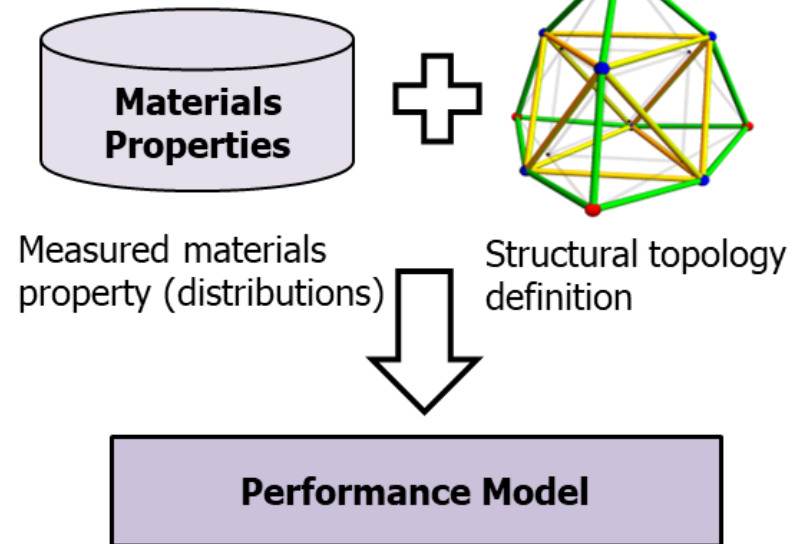 Materials
Properties
Measured materials
property (distributions)
Structural topology
definition
Performance Model